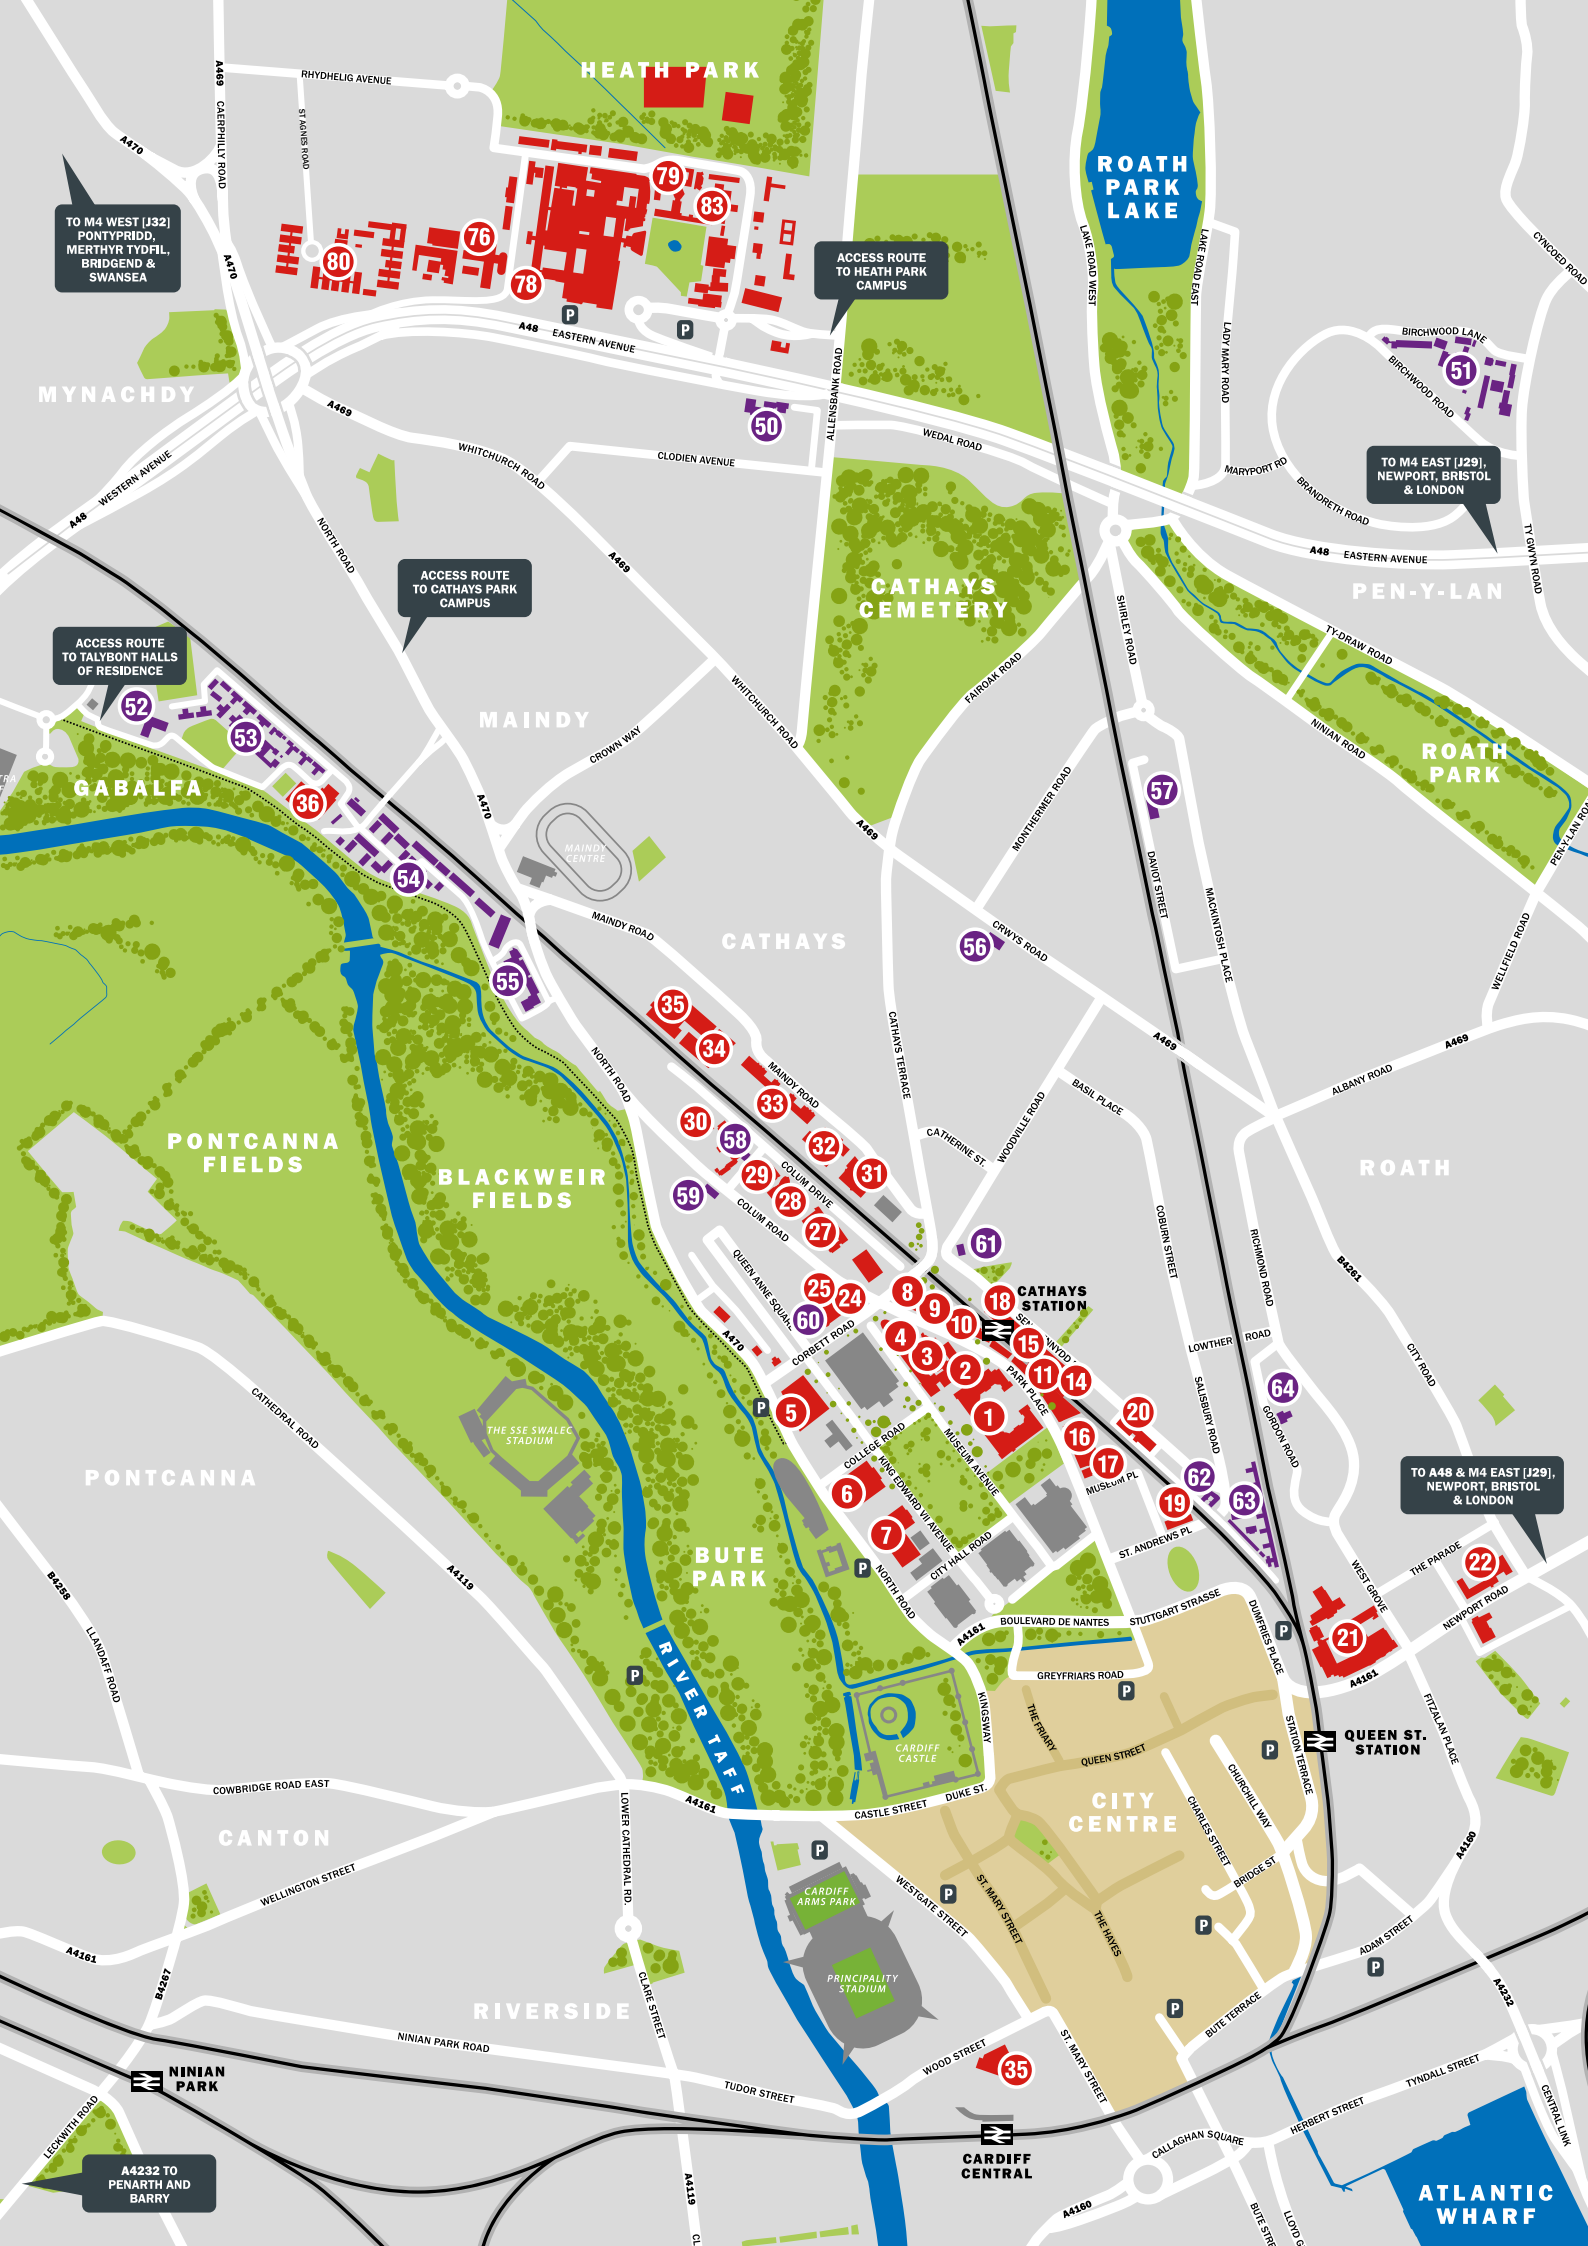 HEATH PARK
RHYDHELIG AVENUE
A469
CAERPHILLY ROAD
ST AGNES ROAD
A470
79
83
76
80
78
P
P
TO M4 WEST [J32]
PONTYPRIDD,
MERTHYR TYDFIL,
BRIDGEND &
SWANSEA
A470
ACCESS ROUTE
TO HEATH PARK
CAMPUS
ROATH
PARK
LAKE
LAKE ROAD WEST
LAKE ROAD EAST
LADY MARY ROAD
CYNCOED ROAD
BIRCHWOOD LANE
BIRCHWOOD ROAD
51
A48
EASTERN AVENUE
ALLENSBANK ROAD
MYNACHDY
A469
50
WEDAL ROAD
WHITCHURCH ROAD
CLODIEN AVENUE
MARYPORT RD
BRANDRETH ROAD
TO M4 EAST [J29],
NEWPORT, BRISTOL
& LONDON
WESTERN AVENUE
A48
NORTH ROAD
A469
A48
EASTERN AVENUE
TY GWYN ROAD
PEN-Y-LAN
ACCESS ROUTE
TO CATHAYS PARK
CAMPUS
CATHAYS
CEMETERY
SHIRLEY ROAD
TY-DRAW ROAD
FAIROAK ROAD
ACCESS ROUTE
TO TALYBONT HALLS
OF RESIDENCE
52
53
MAINDY
CROWN WAY
WHITCHURCH ROAD
NINIAN ROAD
ROATH
PARK
GABALFA
36
A470
MAINDY
CENTRE
A469
MONTHERMER ROAD
57
PEN-Y-LAN ROA
54
DAVIOT STREET
MACKINTOSH PLACE
MAINDY ROAD
CATHAYS
56
CRWYS ROAD
WELLFIELD ROAD
55
35
34
NORTH ROAD
MAINDY ROAD
33
CATHAYS TERRACE
A469
A469
ALBANY ROAD
BASIL PLACE
WOODVILLE ROAD
30
58
32
31
CATHERINE ST.
PONTCANNA
FIELDS
BLACKWEIR
FIELDS
29
COLUM DRIVE
28
59
COLUM ROAD
27
ROATH
COBURN STREET
RICHMOND ROAD
61
QUEEN ANNE SQUARE
25
24
60
8
9
10
18
CATHAYS
STATION
B4261
CORBETT ROAD
A470
4
3
2
15
11
14
PARK PLACE
LOWTHER ROAD
CITY ROAD
CATHEDRAL ROAD
P
5
1
20
SALISBURY ROAD
64
GORDON ROAD
THE SSE SWALEC
STADIUM
COLLEGE ROAD
MUSEUM AVENUE
16
17
MUSEUM PL
PONTCANNA
6
KING EDWARD VII AVENUE
62
63
19
TO A48 & M4 EAST [J29],
NEWPORT, BRISTOL
& LONDON
7
CITY HALL ROAD
ST. ANDREWS PL
BUTE
PARK
P
NORTH ROAD
THE PARADE
22
WEST GROVE
NEWPORT ROAD
B4258
A4119
LLANDAFF ROAD
A4161
BOULEVARD DE NANTES
STUTTGART STRASSE
DUMFRIES PLACE
P
21
A4161
RIVER TAFF
P
GREYFRIARS ROAD
P
KINGSWAY
THE FRIARY
QUEEN STREET
P
STATION TERRACE
QUEEN ST.
STATION
FITZALAN PLACE
CARDIFF
CASTLE
COWBRIDGE ROAD EAST
A4161
CASTLE STREET
DUKE ST.
CITY
CENTRE
CHURCHILL WAY
CHARLES STREET
LOWER CATHEDRAL RD.
CANTON
P
A4160
WELLINGTON STREET
CARDIFF
ARMS PARK
WESTGATE STREET
P
ST. MARY STREET
THE HAYES
BRIDGE ST
P
A4161
B4267
ADAM STREET
P
PRINCIPALITY
STADIUM
CLARE STREET
A4232
RIVERSIDE
P
BUTE TERRACE
NINIAN PARK ROAD
WOOD STREET
35
ST. MARY STREET
NINIAN
PARK
TUDOR STREET
TYNDALL STREET
HERBERT STREET
CENTRAL LINK
LECKWITH ROAD
CALLAGHAN SQUARE
CARDIFF
CENTRAL
A4232 TO
PENARTH AND
BARRY
A4119
A4160
ATLANTIC
WHARF
CL
BUTE STRE
LLOYD G